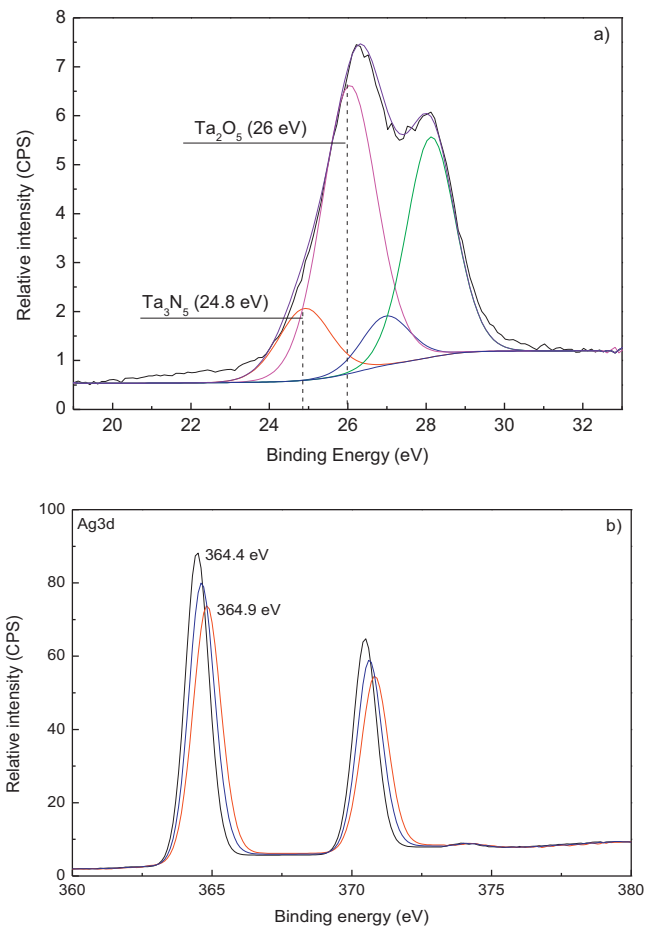 a)
8
7
6
5
4
3
2
1
0
Relative intensity (CPS)
Ta₂O₅ (26 eV)
Ta₃N₅ (24.8 eV)
20 22 24 26 28 30 32
Binding Energy (eV)
Ag3d
b)
100
80
60
40
20
0
Relative intensity (CPS)
364.4 eV
364.9 eV
360 365 370 375 380
Binding energy (eV)